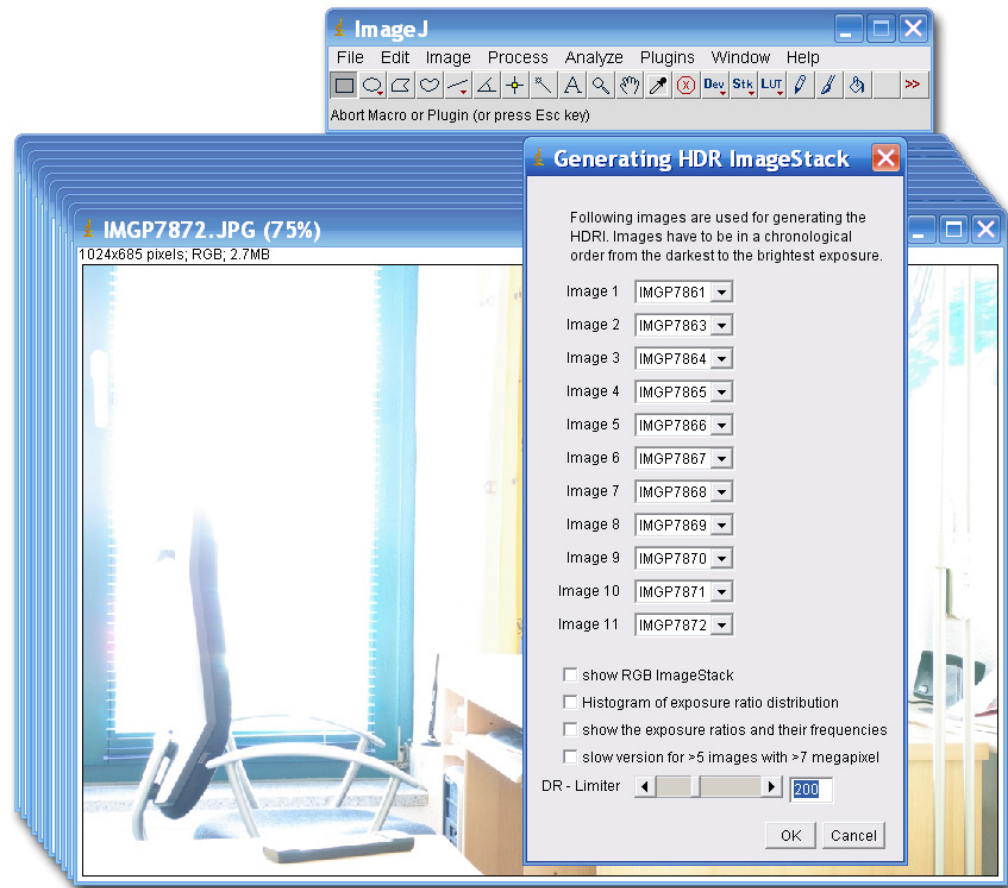 ImageJ
File Edit Image Process Analyze Plugins Window Help
A Dev Stk LUT >>
Abort Macro or Plugin (or press Esc key)
Generating HDR ImageStack
IMGP7872.JPG (75%)
1024x685 pixels; RGB; 2.7MB
Following images are used for generating the
HDRI. Images have to be in a chronological
order from the darkest to the brightest exposure.
Image 1 IMGP7861
Image 2 IMGP7863
Image 3 IMGP7864
Image 4 IMGP7865
Image 5 IMGP7866
Image 6 IMGP7867
Image 7 IMGP7868
Image 8 IMGP7869
Image 9 IMGP7870
Image 10 IMGP7871
Image 11 IMGP7872
show RGB ImageStack
Histogram of exposure ratio distribution
show the exposure ratios and their frequencies
slow version for >5 images with >7 megapixel
DR - Limiter 200
OK Cancel